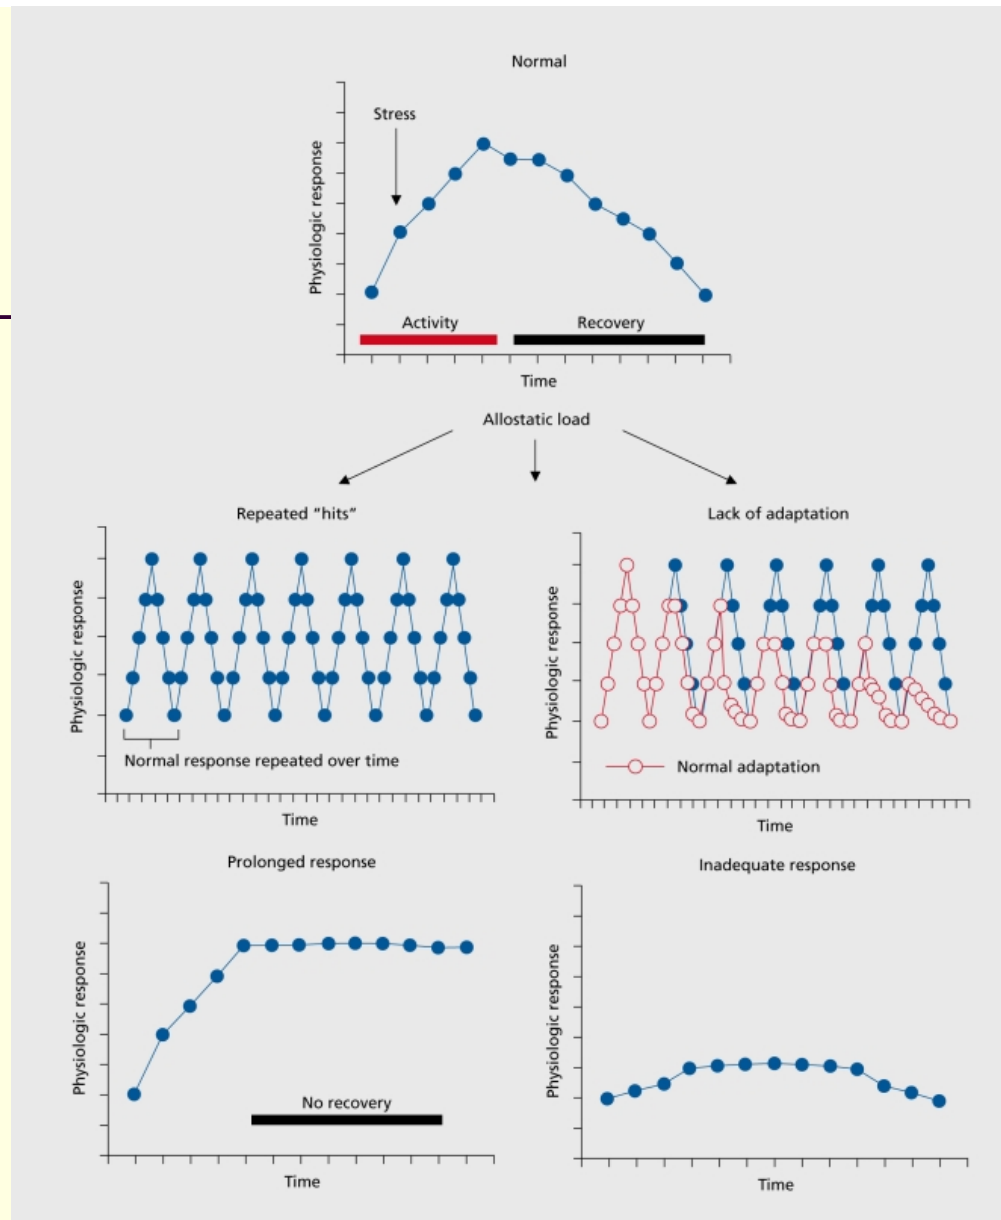 Normal
Stress
Physiologic response
Activity
Recovery
Time
Allostatic load
Repeated "hits"
Physiologic response
Normal response repeated over time
Time
Lack of adaptation
Physiologic response
Normal adaptation
Time
Prolonged response
Physiologic response
No recovery
Time
Inadequate response
Physiologic response
Time